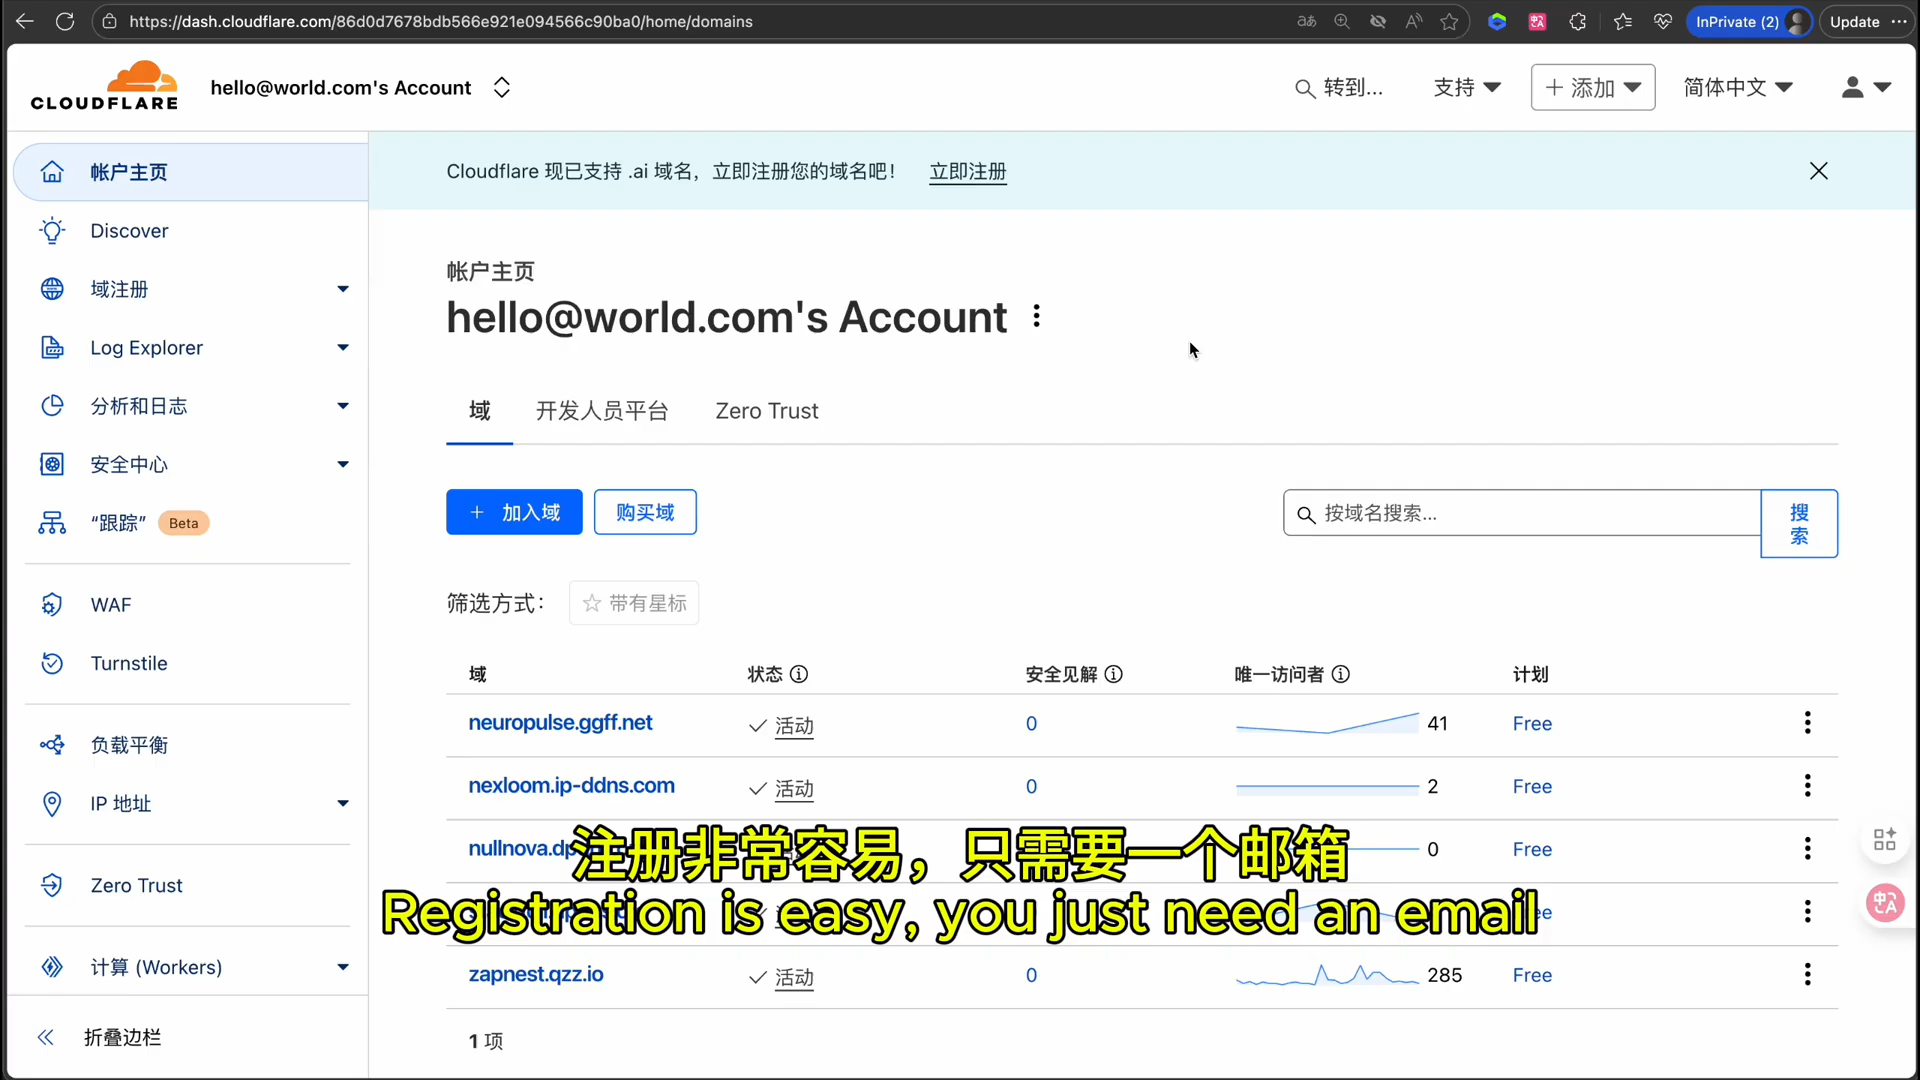 https://dash.cloudflare.com/86d0d7678bdb566e921e094566c90ba0/home/domains
InPrivate (2)
Update
CLOUDFLARE
hello@world.com's Account
转到...
支持
添加
简体中文
帐户主页
Discover
域注册
Log Explorer
分析和日志
安全中心
“跟踪” Beta
WAF
Turnstile
负载平衡
IP 地址
Zero Trust
计算 (Workers)
折叠边栏
Cloudflare 现已支持 .ai 域名，立即注册您的域名吧！ 立即注册
帐户主页
hello@world.com's Account
域 开发人员平台 Zero Trust
+ 加入域 购买域
按域名搜索...
搜索
筛选方式： 带有星标
域 状态 安全见解 唯一访问者 计划
neuropulse.ggff.net 活动 0 41 Free
nexloom.ip-ddns.com 活动 0 2 Free
0 Free
注册非常容易，只需要一个邮箱
Registration is easy, you just need an email
zapnest.qzz.io 活动 0 285 Free
1 项